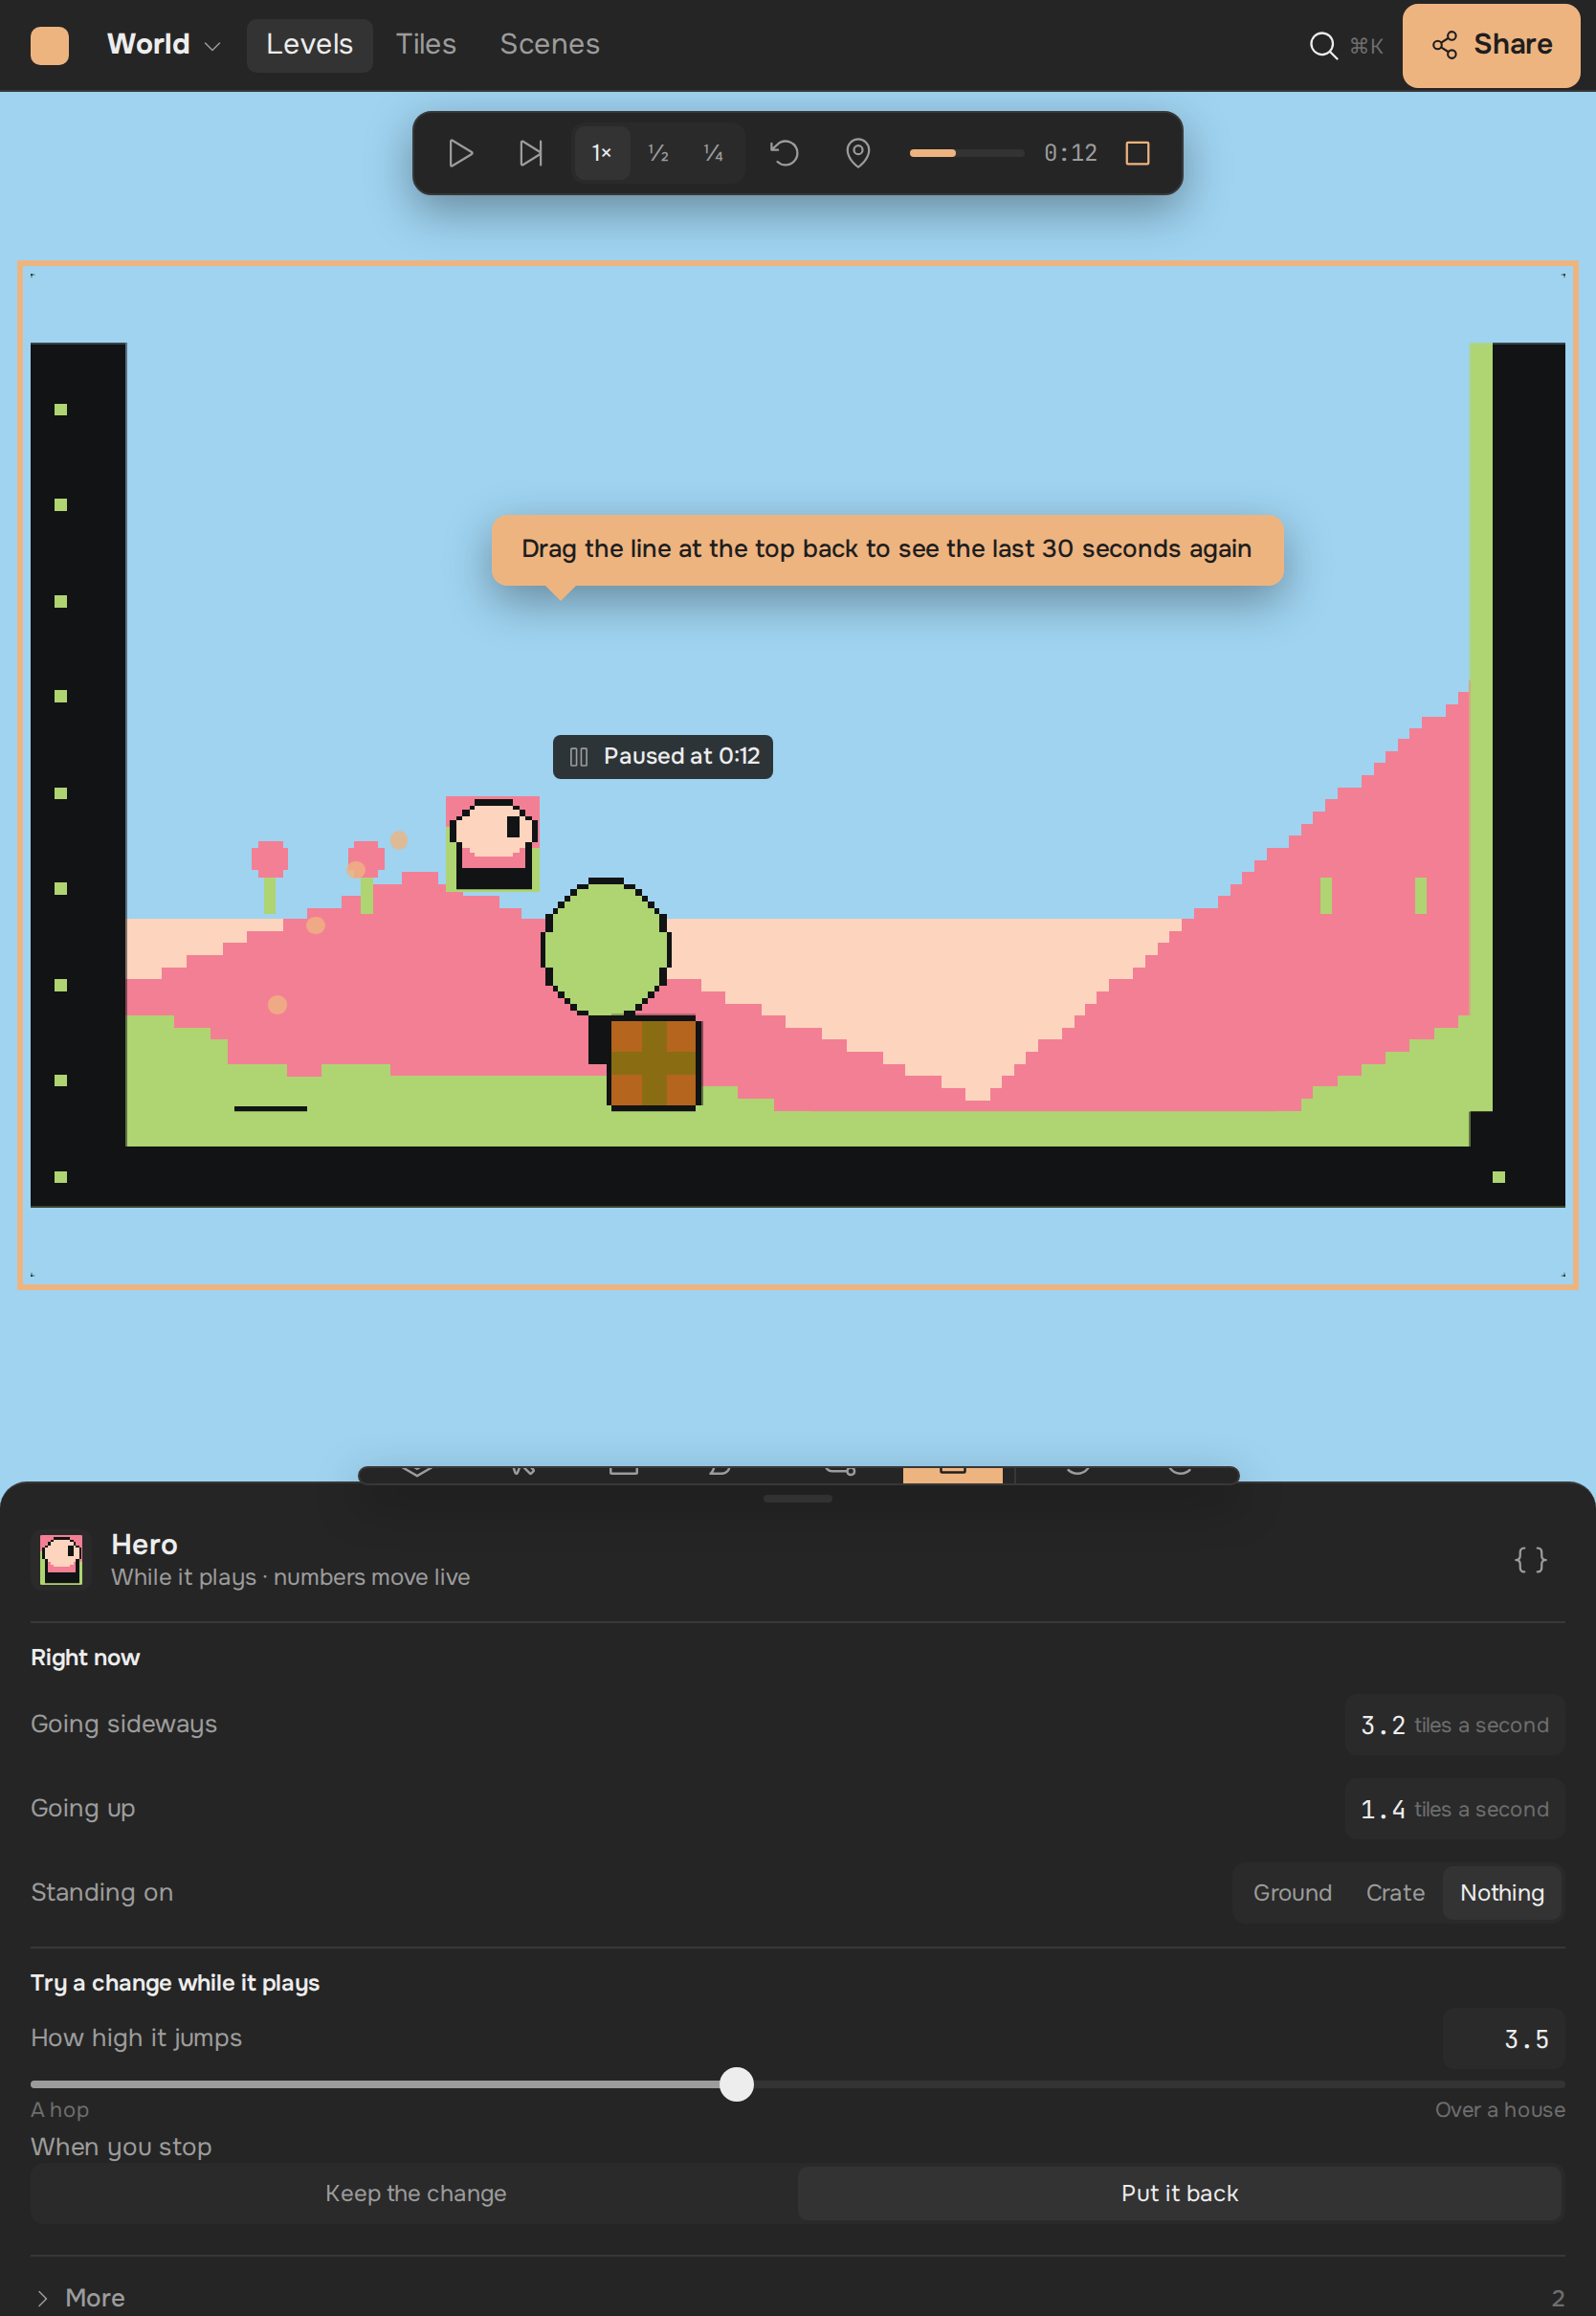 World
Levels
Tiles
Scenes
⌘K
Share
1×
½
¼
0:12
Drag the line at the top back to see the last 30 seconds again
Paused at 0:12
Hero
While it plays · numbers move live
{ }
Right now
Going sideways
3.2 tiles a second
Going up
1.4 tiles a second
Standing on
Ground
Crate
Nothing
Try a change while it plays
How high it jumps
3.5
A hop
Over a house
When you stop
Keep the change
Put it back
More
2